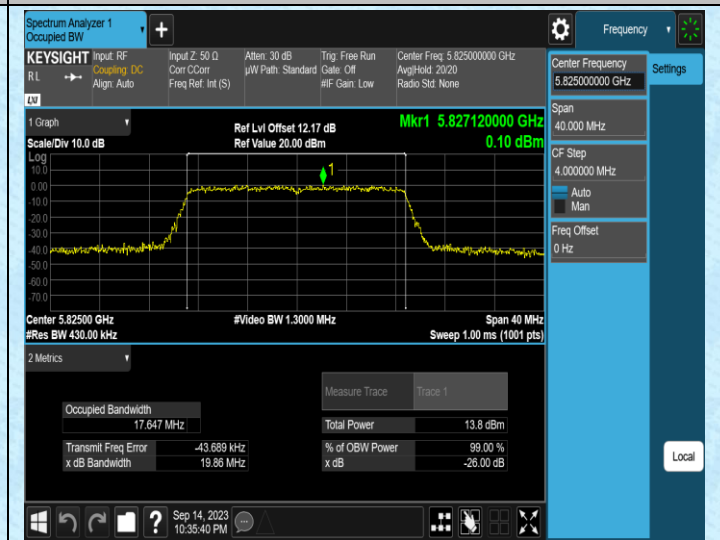 Spectrum Analyzer 1
Occupied BW
+
Frequency
KEYSIGHT
R L
LXI
Input: RF
Coupling: DC
Align: Auto
Input Z: 50 Ω
Corr CCorr
Freq Ref: Int (S)
Atten: 30 dB
µW Path: Standard
Trig: Free Run
Gate: Off
#IF Gain: Low
Center Freq: 5.825000000 GHz
Avg|Hold: 20/20
Radio Std: None
Center Frequency
5.825000000 GHz
Settings
Span
40.000 MHz
CF Step
4.000000 MHz
Auto
Man
Freq Offset
0 Hz
Local
1 Graph
Scale/Div 10.0 dB
Ref Lvl Offset 12.17 dB
Ref Value 20.00 dBm
Mkr1 5.827120000 GHz
0.10 dBm
Log
10.0
0.00
-10.0
-20.0
-30.0
-40.0
-50.0
-60.0
-70.0
1
Center 5.82500 GHz
#Res BW 430.00 kHz
#Video BW 1.3000 MHz
Span 40 MHz
Sweep 1.00 ms (1001 pts)
2 Metrics
Measure Trace
Trace 1
Occupied Bandwidth
17.647 MHz
Total Power
13.8 dBm
Transmit Freq Error
-43.689 kHz
% of OBW Power
99.00 %
x dB Bandwidth
19.86 MHz
x dB
-26.00 dB
?
Sep 14, 2023
10:35:40 PM